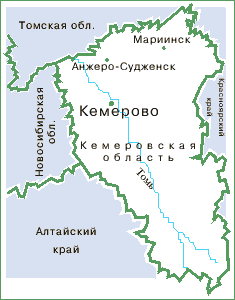 Томская обл.
Мариинск
Анжеро-Судженск
Красноярский
край
Новосибирская
обл.
Кемерово
Кемеровская
область
Томь
Алтайский
край